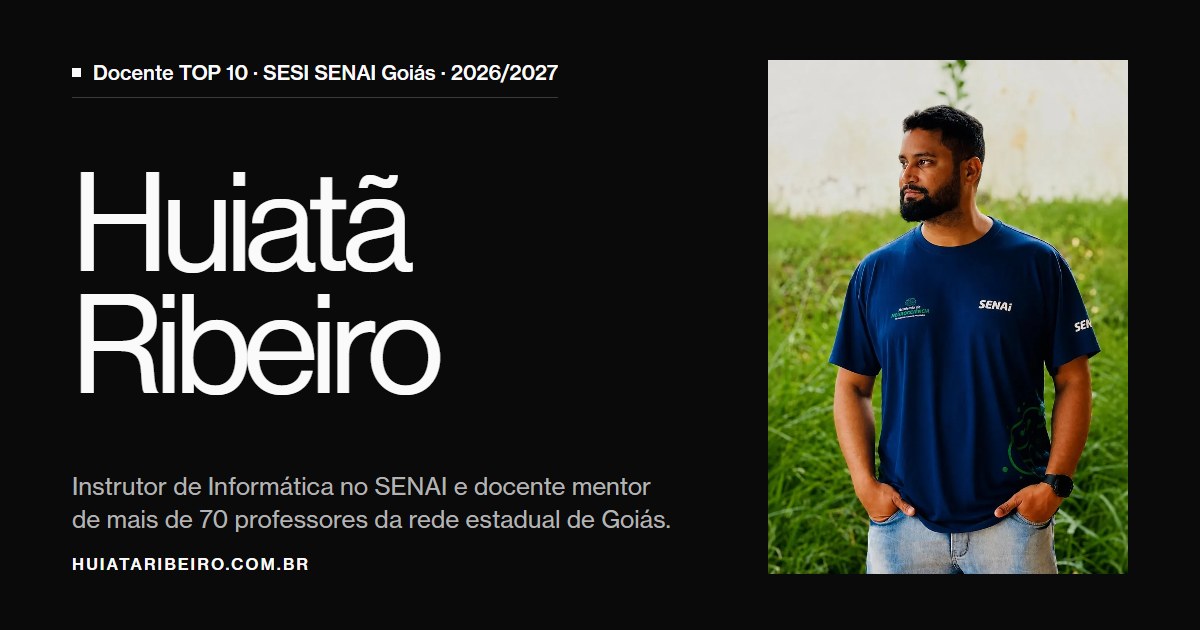 Docente TOP 10 · SESI SENAI Goiás · 2026/2027
Huiatã
Ribeiro
Instrutor de Informática no SENAI e docente mentor
de mais de 70 professores da rede estadual de Goiás.
HUIATARIBEIRO.COM.BR
SENAI